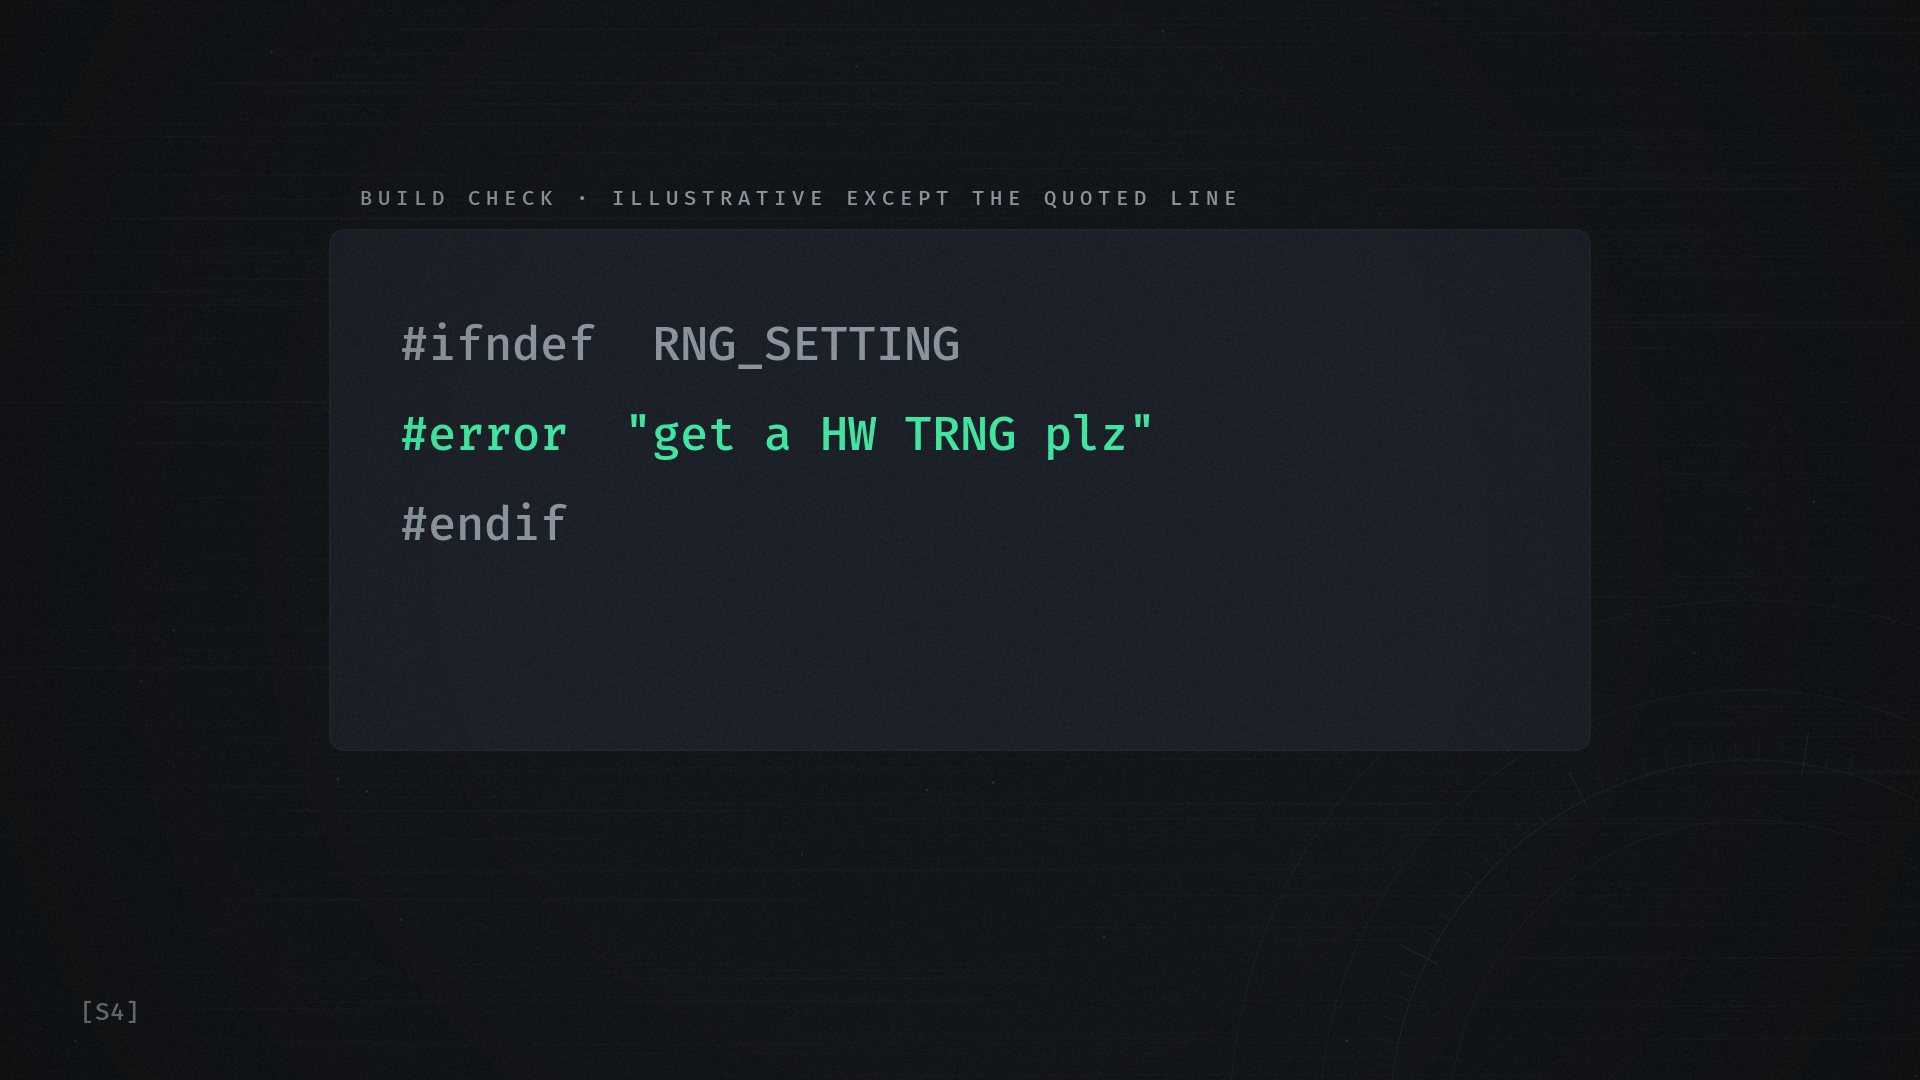 BUILD CHECK · ILLUSTRATIVE EXCEPT THE QUOTED LINE
#ifndef  RNG_SETTING
#error  "get a HW TRNG plz"
#endif
[S4]